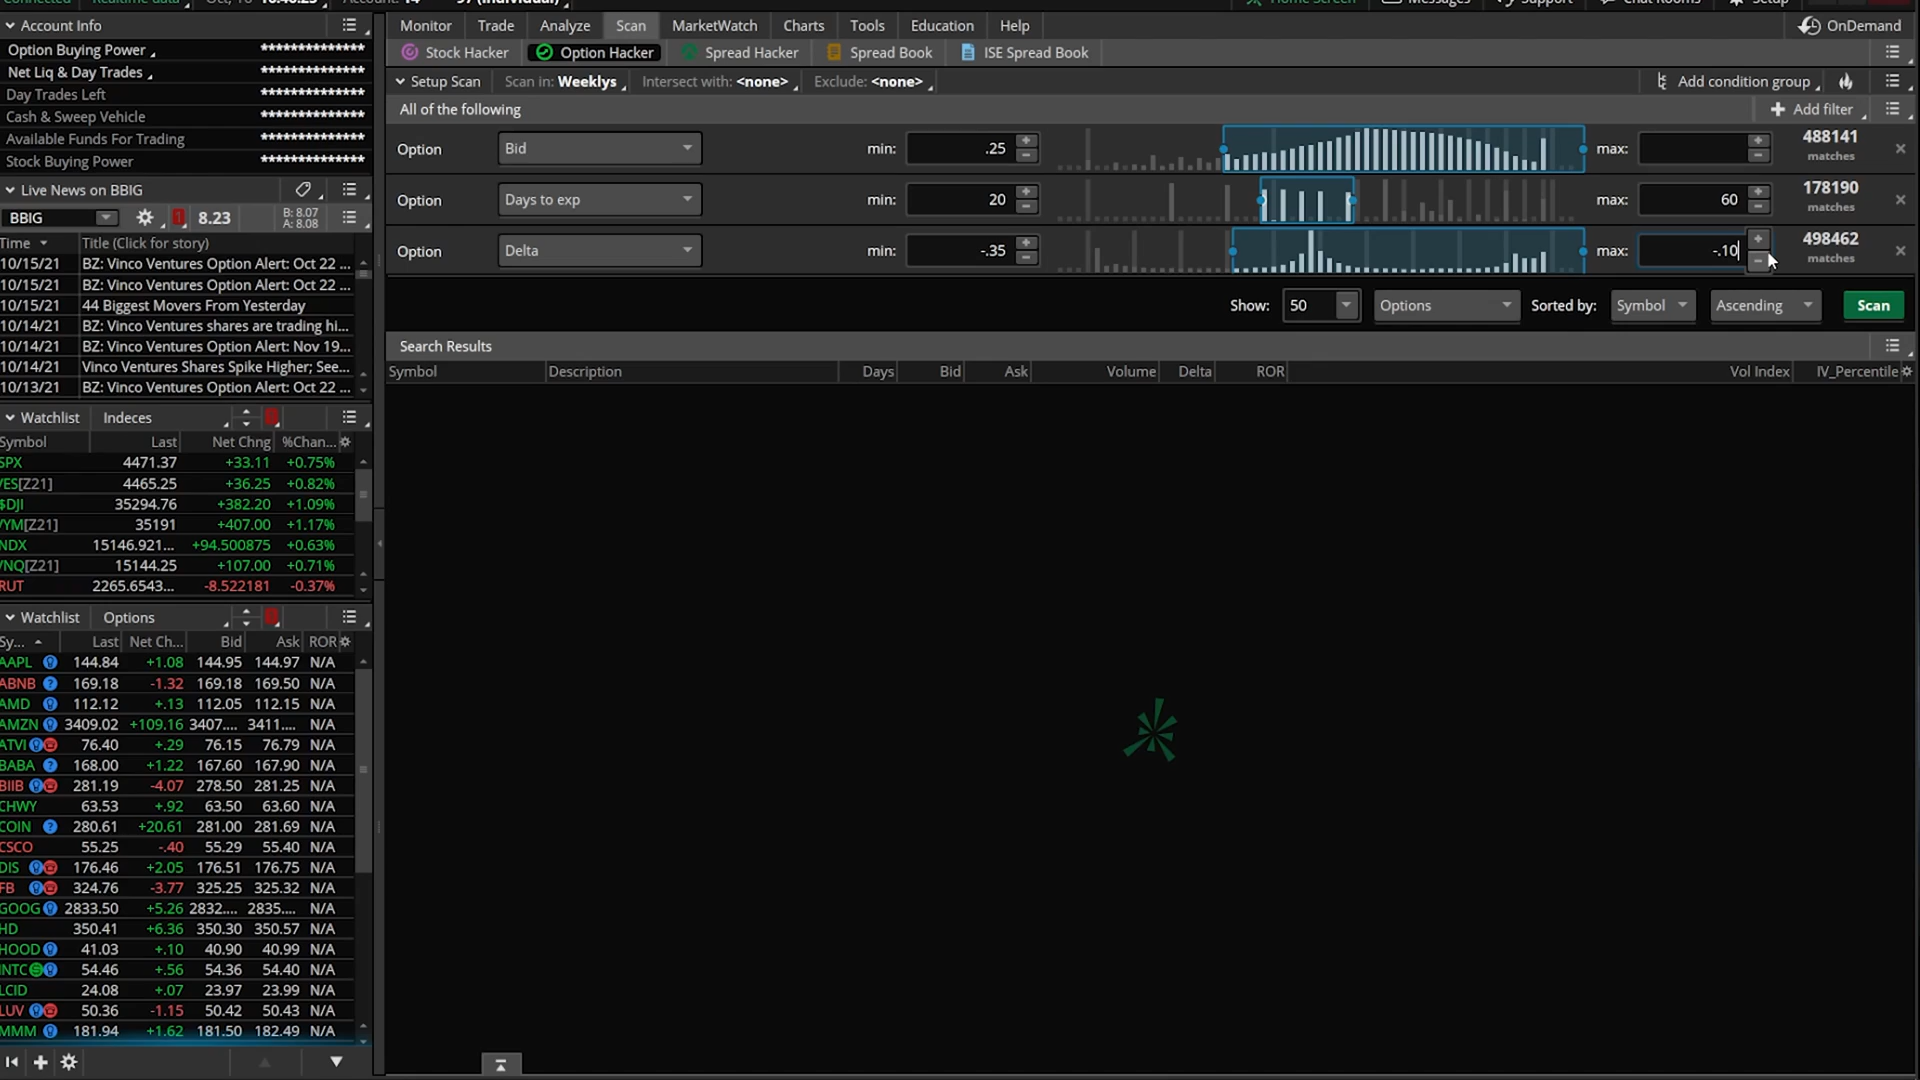 Account Info
Option Buying Power **************
Net Liq & Day Trades **************
Day Trades Left **************
Cash & Sweep Vehicle **************
Available Funds For Trading **************
Stock Buying Power **************
Live News on BBIG
BBIG 1 8.23 B: 8.07 A: 8.08
Time Title (Click for story)
10/15/21 BZ: Vinco Ventures Option Alert: Oct 22 ...
10/15/21 BZ: Vinco Ventures Option Alert: Oct 22 ...
10/15/21 44 Biggest Movers From Yesterday
10/14/21 BZ: Vinco Ventures shares are trading hi...
10/14/21 BZ: Vinco Ventures Option Alert: Nov 19...
10/14/21 Vinco Ventures Shares Spike Higher; See...
10/13/21 BZ: Vinco Ventures Option Alert: Oct 22 ...
Watchlist Indeces
Symbol Last Net Chng %Chan...
SPX 4471.37 +33.11 +0.75%
/ES[Z21] 4465.25 +36.25 +0.82%
$DJI 35294.76 +382.20 +1.09%
/YM[Z21] 35191 +407.00 +1.17%
NDX 15146.921... +94.500875 +0.63%
/NQ[Z21] 15144.25 +107.00 +0.71%
RUT 2265.6543... -8.522181 -0.37%
Watchlist Options
Sy... Last Net Ch... Bid Ask ROR
AAPL 144.84 +1.08 144.95 144.97 N/A
ABNB 169.18 -1.32 169.18 169.50 N/A
AMD 112.12 +.13 112.05 112.15 N/A
AMZN 3409.02 +109.16 3407.... 3411.... N/A
ATVI 76.40 +.29 76.15 76.79 N/A
BABA 168.00 +1.22 167.60 167.90 N/A
BIIB 281.19 -4.07 278.50 281.25 N/A
CHWY 63.53 +.92 63.50 63.60 N/A
COIN 280.61 +20.61 281.00 281.69 N/A
CSCO 55.25 -.40 55.29 55.40 N/A
DIS 176.46 +2.05 176.51 176.75 N/A
FB 324.76 -3.77 325.25 325.32 N/A
GOOG 2833.50 +5.26 2832.... 2835.... N/A
HD 350.41 +6.36 350.30 350.57 N/A
HOOD 41.03 +.10 40.90 40.99 N/A
INTC 54.46 +.56 54.36 54.40 N/A
LCID 24.08 +.07 23.97 23.99 N/A
LUV 50.36 -1.15 50.42 50.43 N/A
MMM 181.94 +1.62 181.50 182.49 N/A
Monitor Trade Analyze Scan MarketWatch Charts Tools Education Help OnDemand
Stock Hacker Option Hacker Spread Hacker Spread Book ISE Spread Book
Setup Scan Scan in: Weeklys Intersect with: <none> Exclude: <none> Add condition group
All of the following Add filter
Option Bid min: .25 max: 488141 matches
Option Days to exp min: 20 max: 60 178190 matches
Option Delta min: -.35 max: -.10 498462 matches
Show: 50 Options Sorted by: Symbol Ascending Scan
Search Results
Symbol Description Days Bid Ask Volume Delta ROR Vol Index IV_Percentile